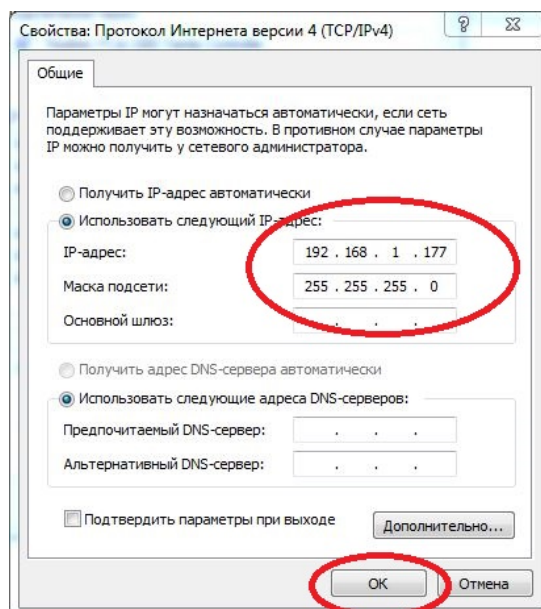 Свойства: Протокол Интернета версии 4 (TCP/IPv4)
Общие
Параметры IP могут назначаться автоматически, если сеть
поддерживает эту возможность. В противном случае параметры
IP можно получить у сетевого администратора.
Получить IP-адрес автоматически
Использовать следующий IP-адрес:
IP-адрес: 192 . 168 . 1 . 177
Маска подсети: 255 . 255 . 255 . 0
Основной шлюз: . . .
Получить адрес DNS-сервера автоматически
Использовать следующие адреса DNS-серверов:
Предпочитаемый DNS-сервер: . . .
Альтернативный DNS-сервер: . . .
Подтвердить параметры при выходе
Дополнительно...
ОК Отмена